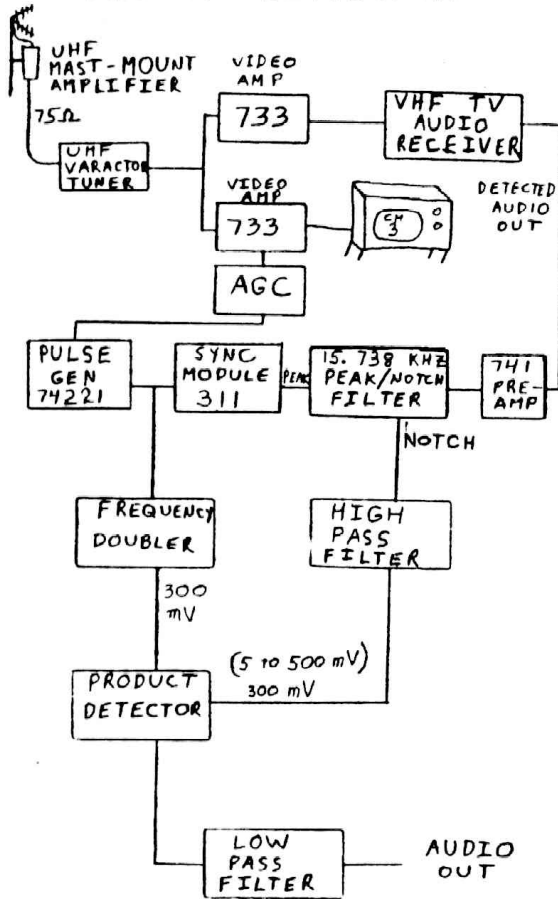 UHF
MAST-MOUNT
AMPLIFIER
75Ω
UHF
VARACTOR
TUNER
VIDEO
AMP
733
VHF TV
AUDIO
RECEIVER
VIDEO
AMP
733
CH
3
DETECTED
AUDIO
OUT
AGC
PULSE
GEN
74221
SYNC
MODULE
311
PEAK
15.738 KHZ
PEAK/NOTCH
FILTER
741
PRE-
AMP
NOTCH
FREQUENCY
DOUBLER
HIGH
PASS
FILTER
300
mV
(5 TO 500 mV)
300 mV
PRODUCT
DETECTOR
LOW
PASS
FILTER
AUDIO
OUT